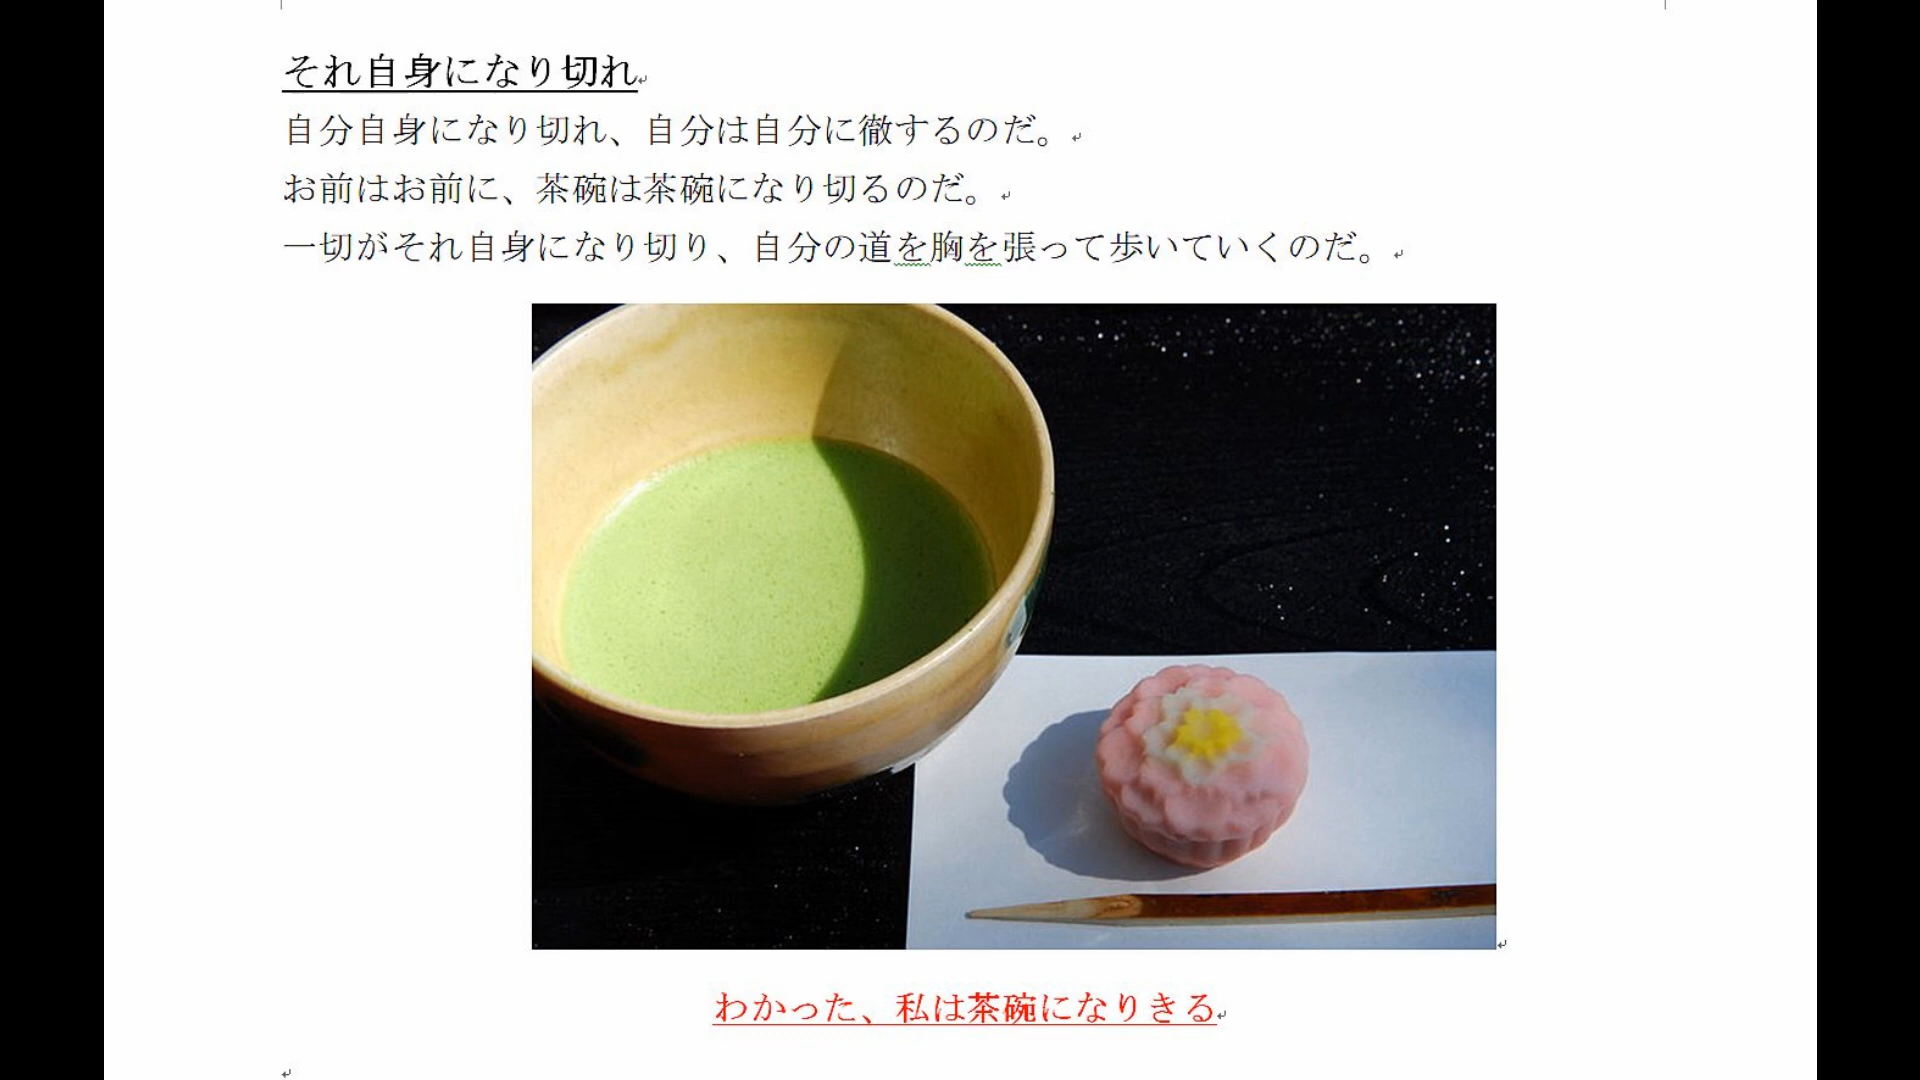 それ自身になり切れ
自分自身になり切れ、自分は自分に徹するのだ。
お前はお前に、茶碗は茶碗になり切るのだ。
一切がそれ自身になり切り、自分の道を胸を張って歩いていくのだ。
わかった、私は茶碗になりきる